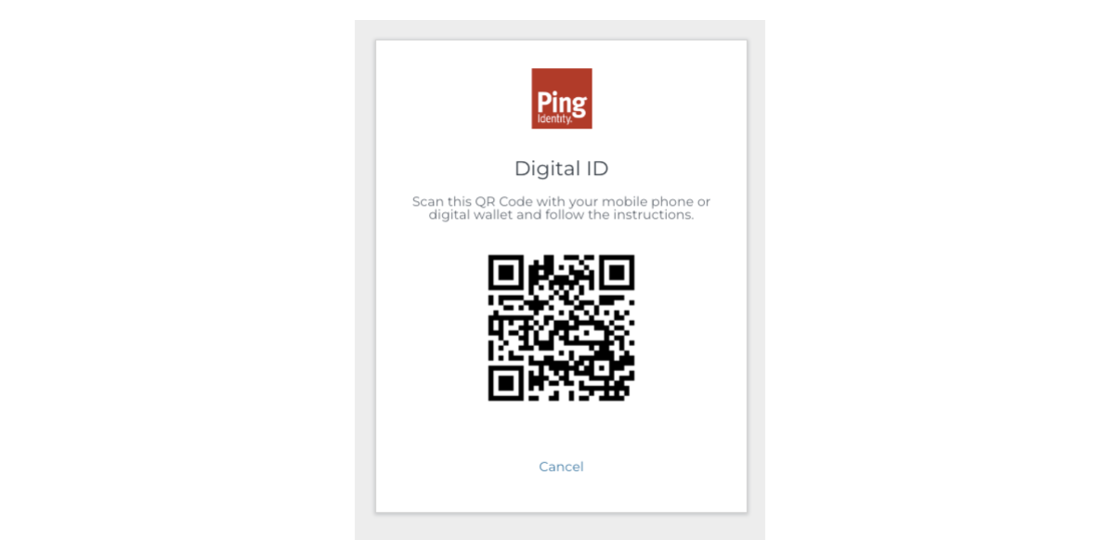 Ping
Identity.
Digital ID
Scan this QR Code with your mobile phone or
digital wallet and follow the instructions.
Cancel